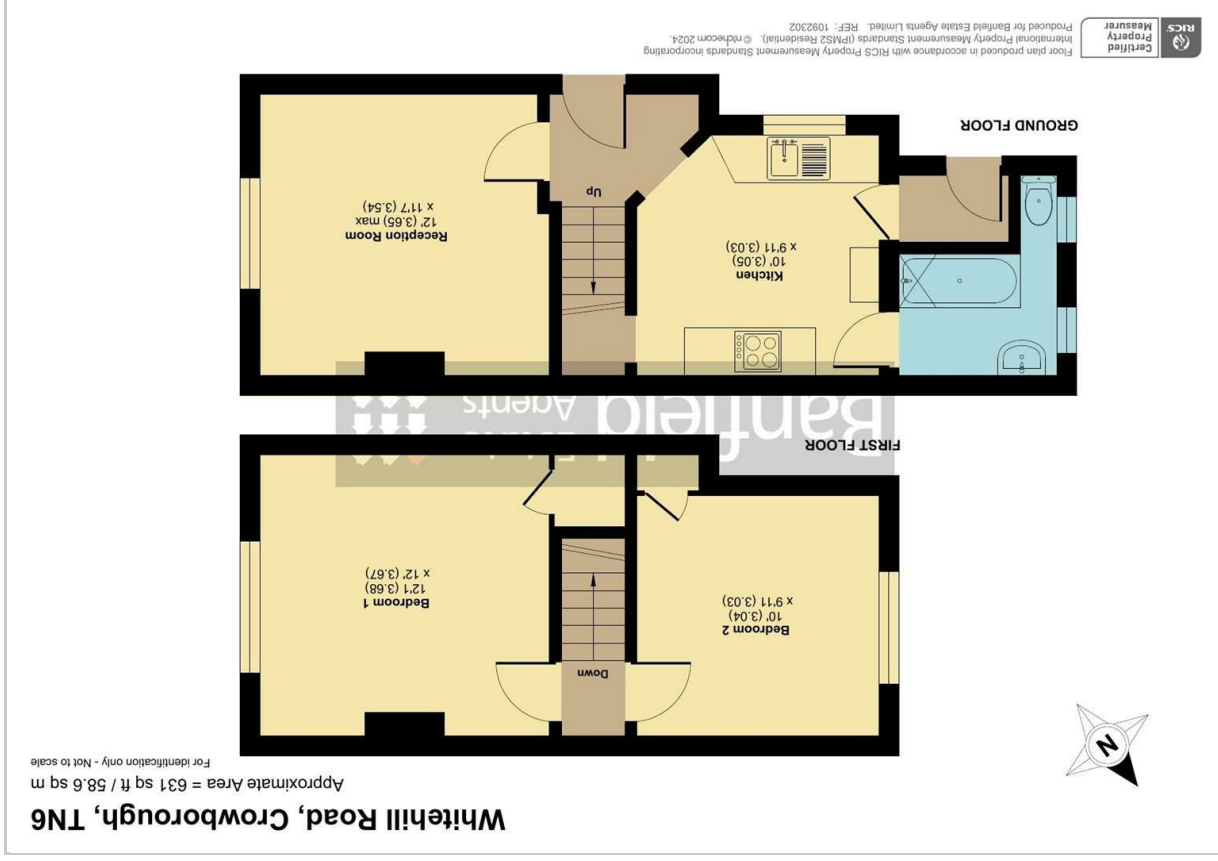 Whitehill Road, Crowborough, TN6
Approximate Area = 631 sq ft / 58.6 sq m
For identification only - Not to scale
N
Down
Bedroom 2
10' (3.04)
x 9'11 (3.03)
Bedroom 1
12'1 (3.68)
x 12' (3.67)
FIRST FLOOR
Banfield
Estate
Agents
Kitchen
10' (3.05)
x 9'11 (3.03)
Up
Reception Room
12' (3.65) max
x 11'7 (3.54)
GROUND FLOOR
Certified
Property
Measurer
RICS
Floor plan produced in accordance with RICS Property Measurement Standards incorporating
International Property Measurement Standards (IPMS2 Residential). ©nichecom 2024.
Produced for Banfield Estate Agents Limited. REF: 1092302